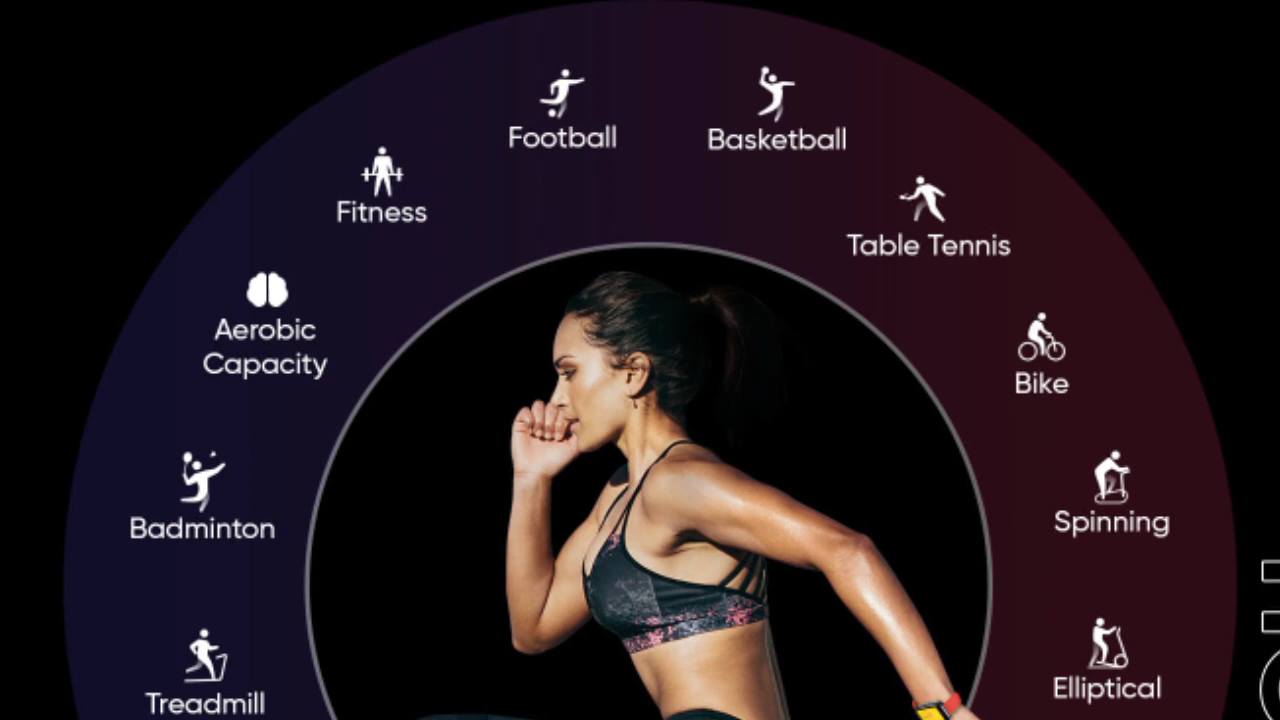 Football
Basketball
Fitness
Table Tennis
Aerobic
Capacity
Bike
Badminton
Spinning
Treadmill
Elliptical